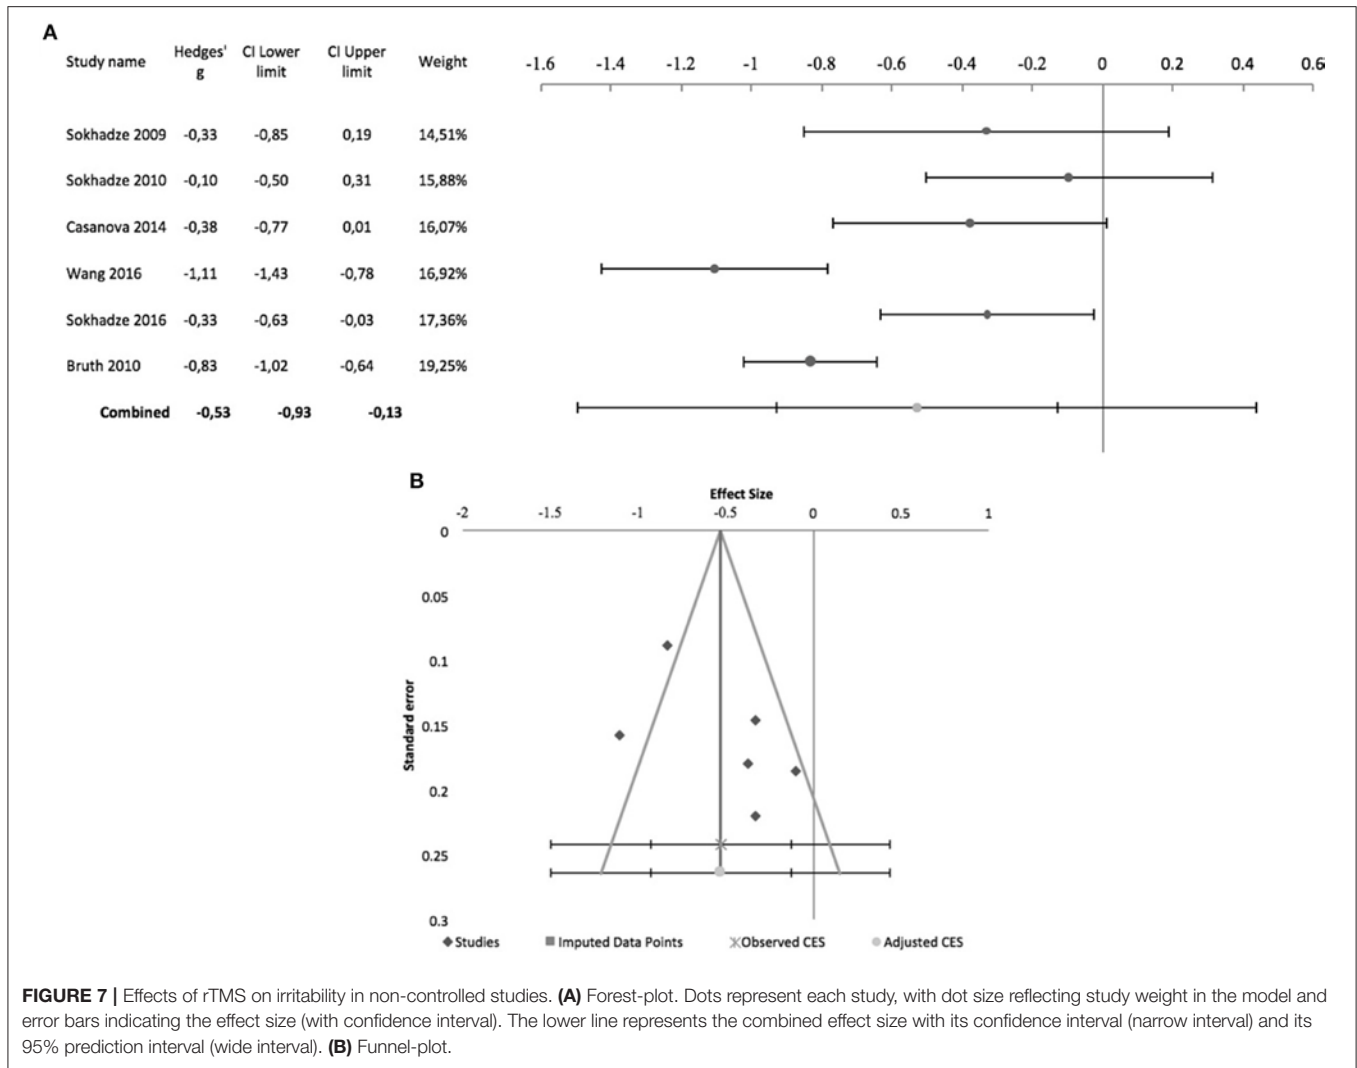 A
Study name Hedges' g CI Lower limit CI Upper limit Weight
-1.6 -1.4 -1.2 -1 -0.8 -0.6 -0.4 -0.2 0 0.2 0.4 0.6
Sokhadze 2009 -0,33 -0,85 0,19 14,51%
Sokhadze 2010 -0,10 -0,50 0,31 15,88%
Casanova 2014 -0,38 -0,77 0,01 16,07%
Wang 2016 -1,11 -1,43 -0,78 16,92%
Sokhadze 2016 -0,33 -0,63 -0,03 17,36%
Bruth 2010 -0,83 -1,02 -0,64 19,25%
Combined -0,53 -0,93 -0,13
B
Effect Size
-2 -1.5 -1 -0.5 0 0.5 1
0
0.05
0.1
0.15
0.2
0.25
0.3
Standard error
Studies Imputed Data Points Observed CES Adjusted CES
FIGURE 7 | Effects of rTMS on irritability in non-controlled studies. (A) Forest-plot. Dots represent each study, with dot size reflecting study weight in the model and
error bars indicating the effect size (with confidence interval). The lower line represents the combined effect size with its confidence interval (narrow interval) and its
95% prediction interval (wide interval). (B) Funnel-plot.